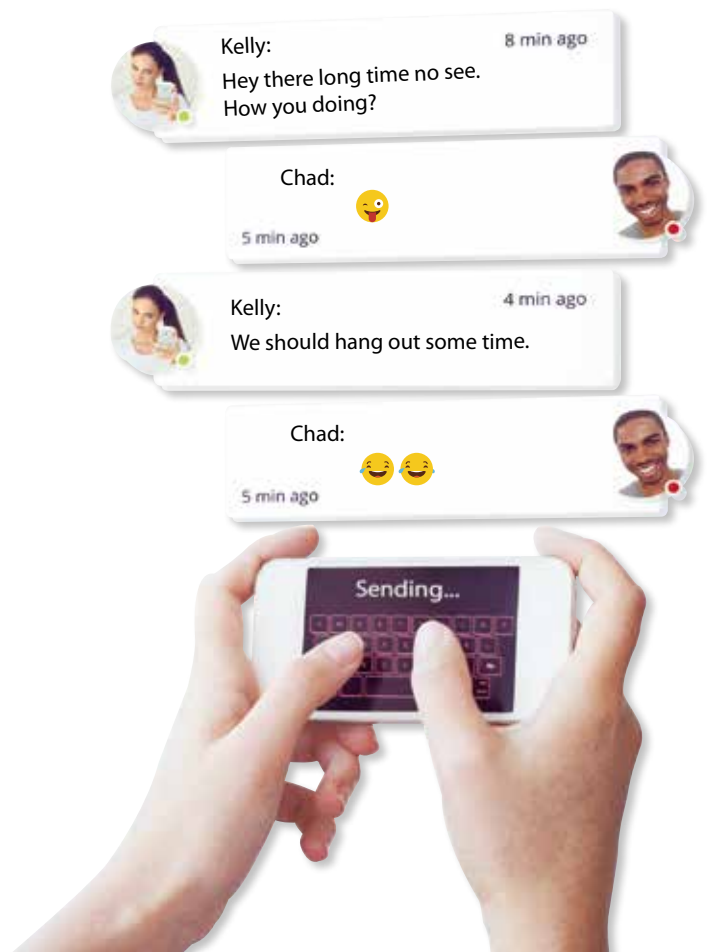 Kelly:
8 min ago
Hey there long time no see.
How you doing?
Chad:
😜
5 min ago
Kelly:
4 min ago
We should hang out some time.
Chad:
😂😂
5 min ago
Sending...